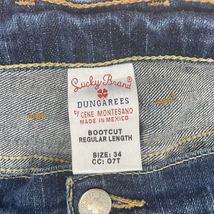 Lucky Brand
DUNGAREES
By GENE MONTESANO
MADE IN MEXICO
BOOTCUT
REGULAR LENGTH
SIZE: 34
CC: 07T